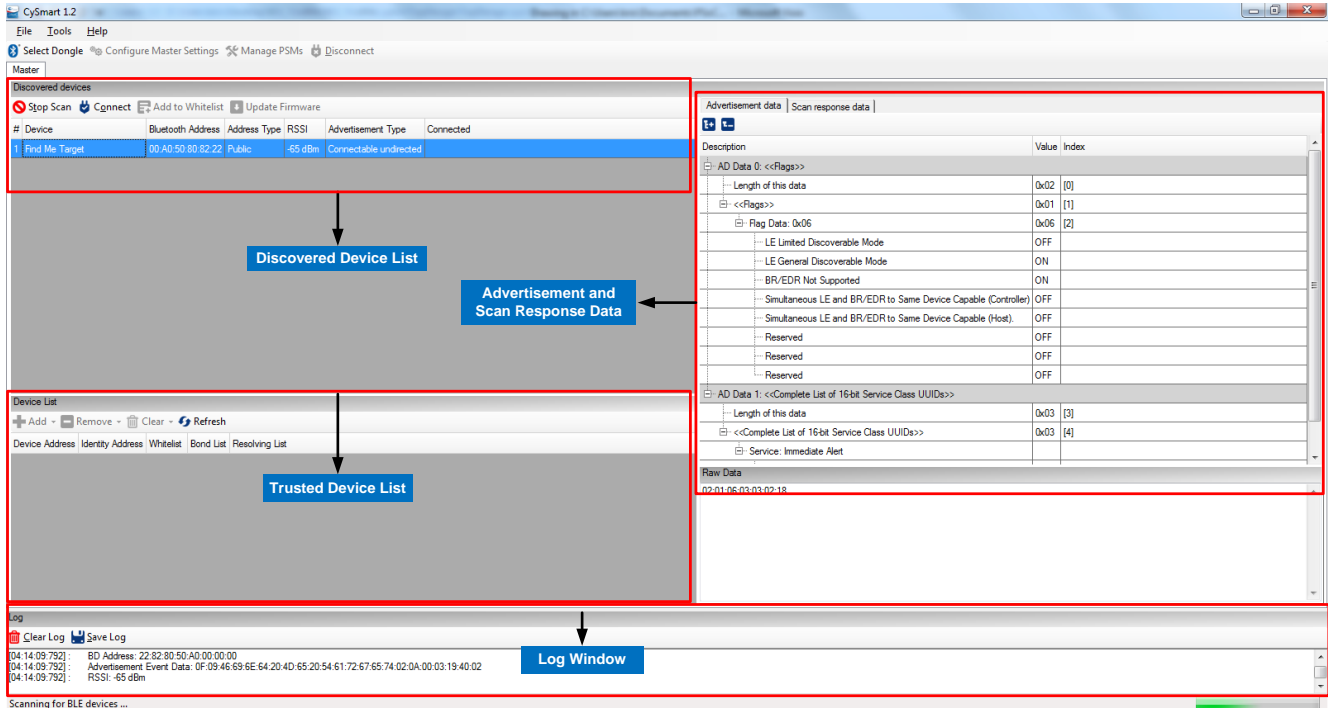 CySmart 1.2
File Tools Help
Select Dongle Configure Master Settings Manage PSMs Disconnect
Master
Discovered devices
Stop Scan Connect Add to Whitelist Update Firmware
# Device Bluetooth Address Address Type RSSI Advertisement Type Connected
1 Find Me Target 00:A0:50:80:82:22 Public -65 dBm Connectable undirected
Discovered Device List
Advertisement and
Scan Response Data
Device List
Add Remove Clear Refresh
Device Address Identity Address Whitelist Bond List Resolving List
Trusted Device List
Advertisement data Scan response data
Description Value Index
AD Data 0: <<Flags>>
Length of this data 0x02 [0]
<<Flags>> 0x01 [1]
Flag Data: 0x06 0x06 [2]
LE Limited Discoverable Mode OFF
LE General Discoverable Mode ON
BR/EDR Not Supported ON
Simultaneous LE and BR/EDR to Same Device Capable (Controller) OFF
Simultaneous LE and BR/EDR to Same Device Capable (Host). OFF
Reserved OFF
Reserved OFF
Reserved OFF
AD Data 1: <<Complete List of 16-bit Service Class UUIDs>>
Length of this data 0x03 [3]
<<Complete List of 16-bit Service Class UUIDs>> 0x03 [4]
Service: Immediate Alert
Raw Data
02:01:06:03:03:02:18
Log
Clear Log Save Log
[04:14:09:792] : BD Address: 22:82:80:50:A0:00:00:00
[04:14:09:792] : Advertisement Event Data: 0F:09:46:69:6E:64:20:4D:65:20:54:61:72:67:65:74:02:0A:00:03:19:40:02
[04:14:09:792] : RSSI: -65 dBm
Log Window
Scanning for BLE devices ...